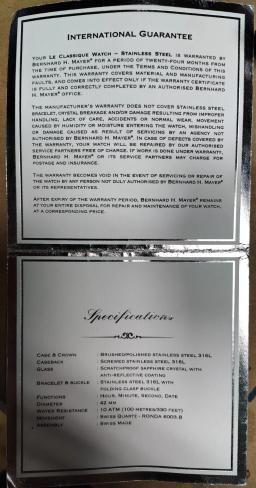 INTERNATIONAL GUARANTEE
YOUR LE CLASSIQUE WATCH – STAINLESS STEEL IS WARRANTED BY
BERNHARD H. MAYER® FOR A PERIOD OF TWENTY-FOUR MONTHS FROM
THE TIME OF PURCHASE, UNDER THE TERMS AND CONDITIONS OF THIS
WARRANTY. THIS WARRANTY COVERS MATERIAL AND MANUFACTURING
FAULTS, AND COMES INTO EFFECT ONLY IF THE WARRANTY CERTIFICATE
IS FULLY AND CORRECTLY COMPLETED BY AN AUTHORISED BERNHARD
H. MAYER® OFFICE.
THE MANUFACTURER'S WARRANTY DOES NOT COVER STAINLESS STEEL
BRACELET, CRYSTAL BREAKAGE AND/OR DAMAGE RESULTING FROM IMPROPER
HANDLING, LACK OF CARE, ACCIDENTS OR NORMAL WEAR, MOVEMENT
CAUSED BY HUMIDITY OR MOISTURE ENTERING THE WATCH, MISHANDLING
OR DAMAGE CAUSED AS RESULT OF SERVICING BY AN AGENCY NOT
AUTHORISED BY BERNHARD H. MAYER® IN CASE OF DEFECTS COVERED BY
THE WARRANTY, YOUR WATCH WILL BE REPAIRED BY OUR AUTHORISED
SERVICE PARTNERS FREE OF CHARGE. IF WORK IS DONE UNDER WARRANTY,
BERNHARD H. MAYER® OR ITS SERVICE PARTNERS MAY CHARGE FOR
POSTAGE AND INSURANCE.
THE WARRANTY BECOMES VOID IN THE EVENT OF SERVICING OR REPAIR OF
THE WATCH BY ANY PERSON NOT DULY AUTHORISED BY BERNHARD H. MAYER®
OR ITS REPRESENTATIVES.
AFTER EXPIRY OF THE WARRANTY PERIOD, BERNHARD H. MAYER® REMAINS
AT YOUR ENTIRE DISPOSAL FOR REPAIR AND MAINTENANCE OF YOUR WATCH,
AT A CORRESPONDING PRICE.
Specifications
CASE & CROWN : BRUSHED/POLISHED STAINLESS STEEL 316L
CASEBACK : SCREWED STAINLESS STEEL 316L
GLASS : SCRATCHPROOF SAPPHIRE CRYSTAL WITH
ANTI-REFLECTIVE COATING
BRACELET & BUCKLE : STAINLESS STEEL 316L WITH
FOLDING CLASP BUCKLE
FUNCTIONS : HOUR, MINUTE, SECOND, DATE
DIAMETER : 42 MM
WATER RESISTANCE : 10 ATM (100 METRES/330 FEET)
MOVEMENT : SWISS QUARTZ - RONDA 6003.B
ASSEMBLY : SWISS MADE